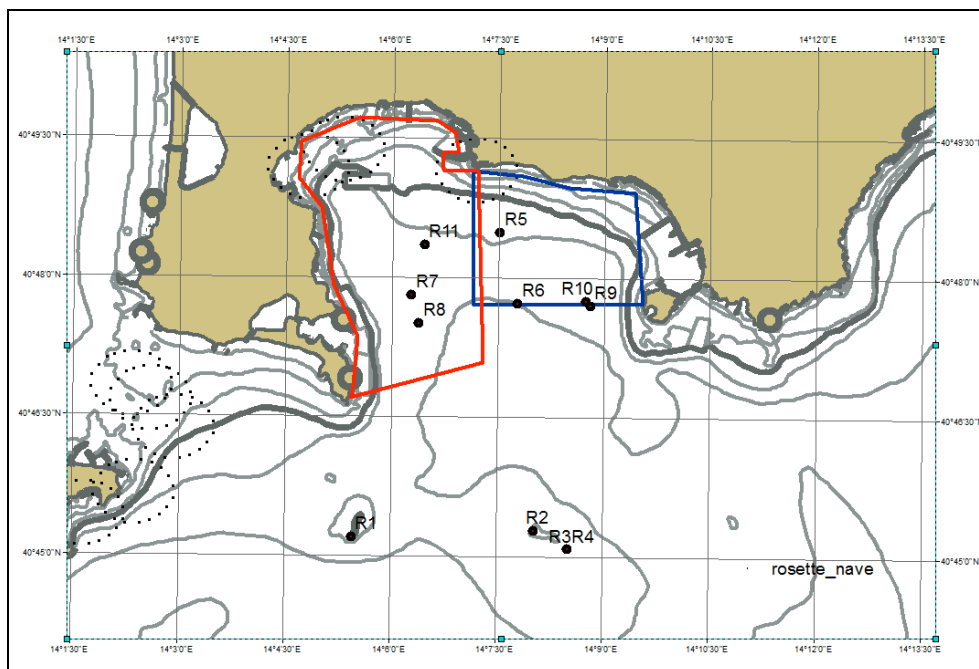 14°1'30"E 14°3'0"E 14°4'30"E 14°6'0"E 14°7'30"E 14°9'0"E 14°10'30"E 14°12'0"E 14°13'30"E
40°49'30"N 40°49'30"N
R5
R11
40°48'0"N 40°48'0"N
R7 R6 R10 R9
R8
40°46'30"N 40°46'30"N
R1 R2
R3R4
40°45'0"N 40°45'0"N
rosette_nave
14°1'30"E 14°3'0"E 14°4'30"E 14°6'0"E 14°7'30"E 14°9'0"E 14°10'30"E 14°12'0"E 14°13'30"E